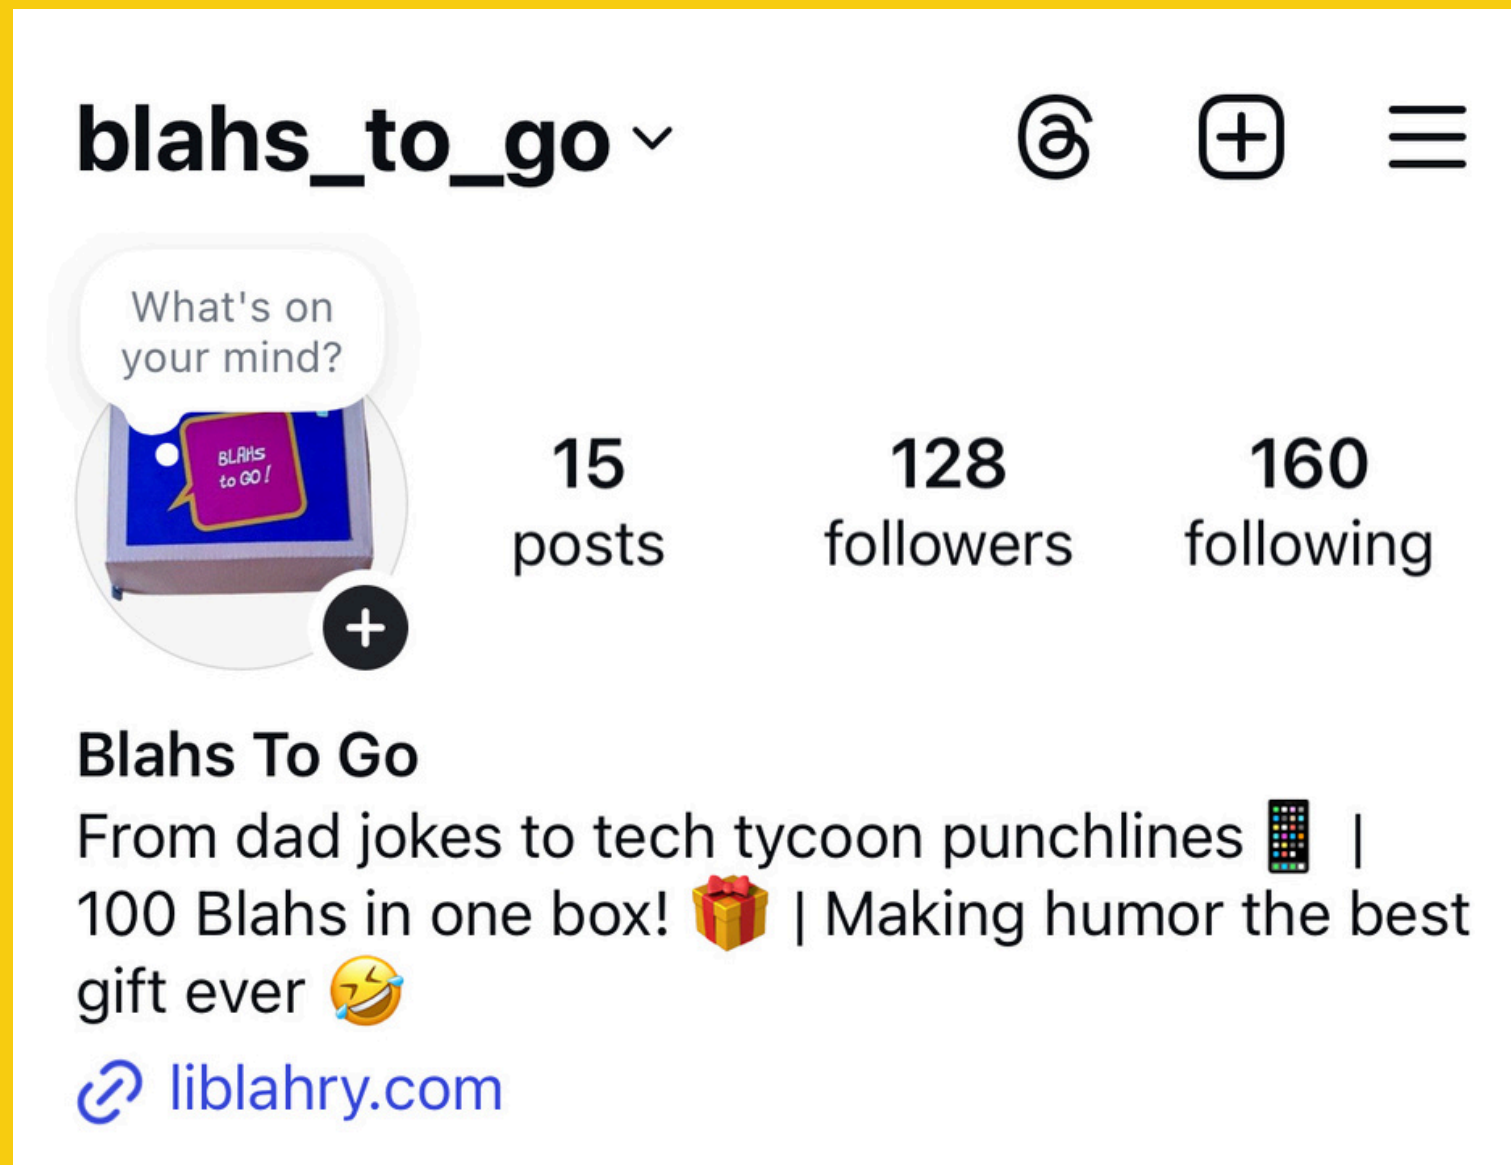 blahs_to_go
What's on
your mind?
BLAHS
to GO!
15
posts
128
followers
160
following
Blahs To Go
From dad jokes to tech tycoon punchlines 📱 |
100 Blahs in one box! 🎁 | Making humor the best
gift ever 🤣
liblahry.com